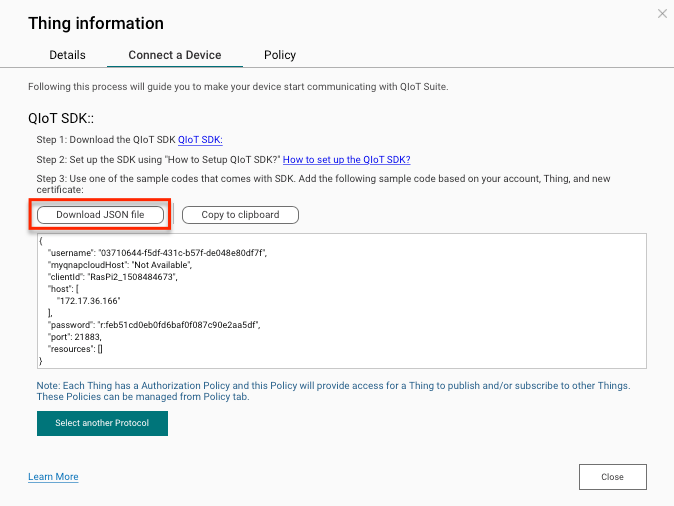 Thing information
Details
Connect a Device
Policy
Following this process will guide you to make your device start communicating with QIoT Suite.
QIoT SDK::
Step 1: Download the QIoT SDK QIoT SDK:
Step 2: Set up the SDK using "How to Setup QIoT SDK?" How to set up the QIoT SDK?
Step 3: Use one of the sample codes that comes with SDK. Add the following sample code based on your account, Thing, and new
certificate:
Download JSON file
Copy to clipboard
{
"username": "03710644-f5df-431c-b57f-de048e80df7f",
"myqnapcloudHost": "Not Available",
"clientId": "RasPi2_1508484673",
"host": [
"172.17.36.166"
],
"password": "r:feb51cd0eb0fd6baf0f087c90e2aa5df",
"port": 21883,
"resources": []
}
Note: Each Thing has a Authorization Policy and this Policy will provide access for a Thing to publish and/or subscribe to other Things.
These Policies can be managed from Policy tab.
Select another Protocol
Learn More
Close